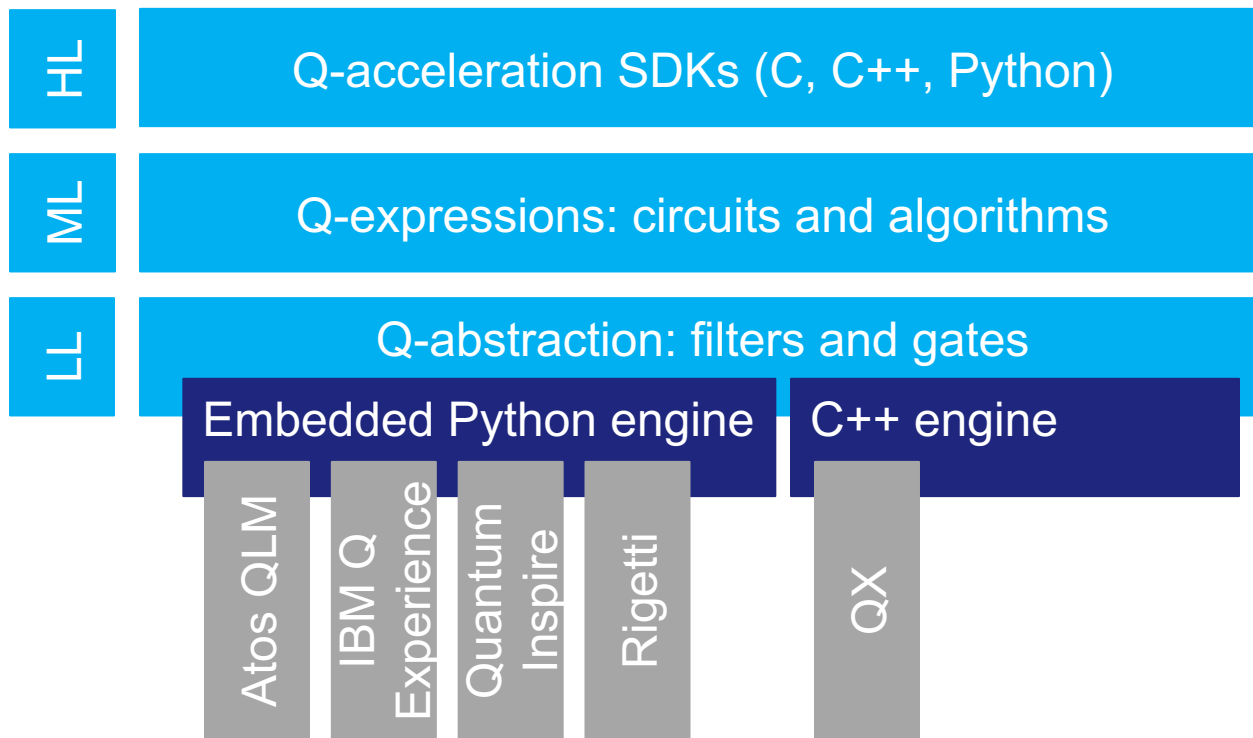 HL
Q-acceleration SDKs (C, C++, Python)
ML
Q-expressions: circuits and algorithms
LL
Q-abstraction: filters and gates
Embedded Python engine
C++ engine
Atos QLM
IBM Q
Experience
Quantum
Inspire
Rigetti
QX